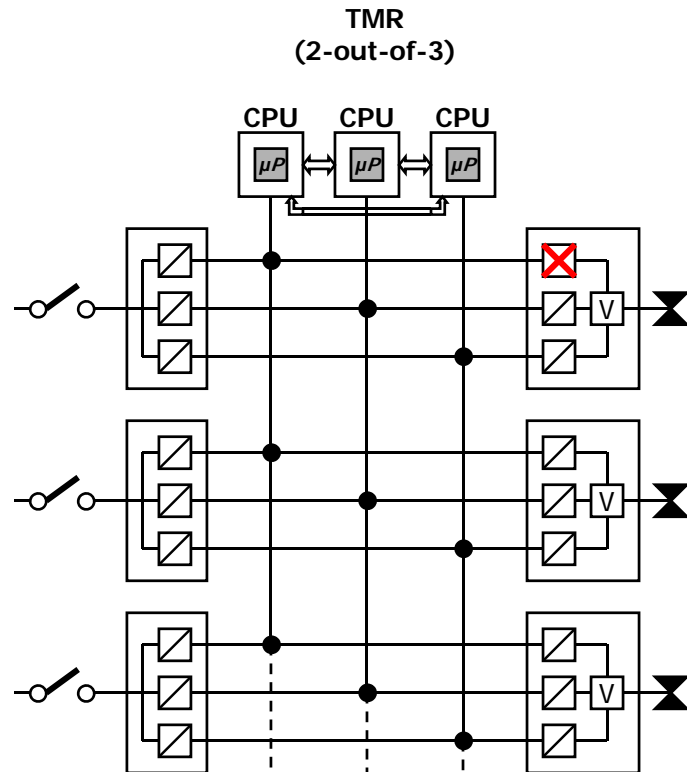 TMR
(2-out-of-3)
CPU CPU CPU
µP µP µP
V
V
V